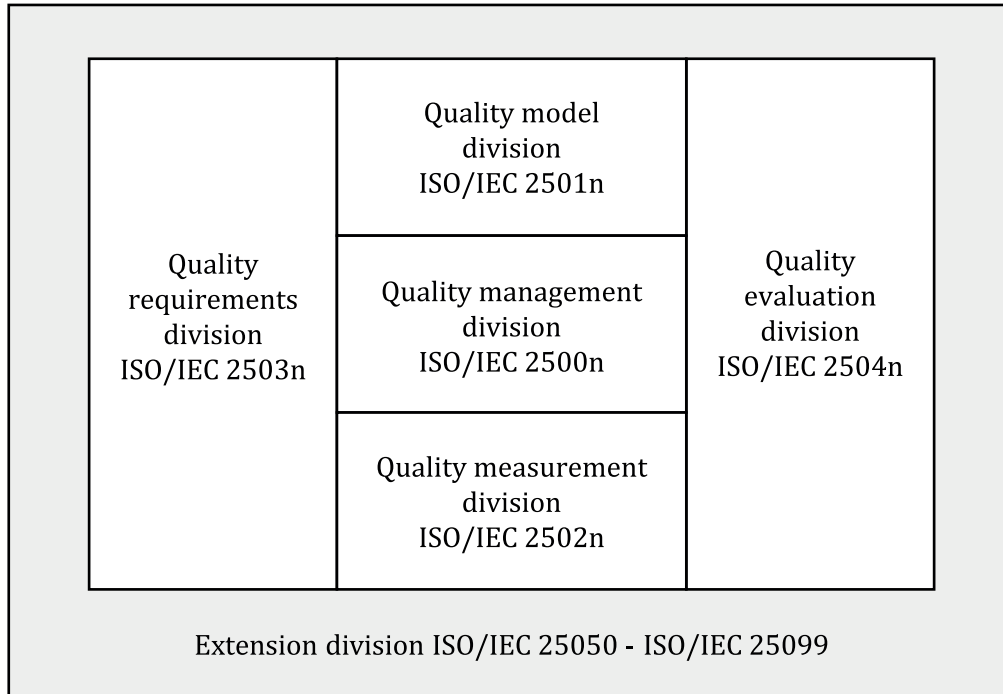 Quality
requirements
division
ISO/IEC 2503n
Quality model
division
ISO/IEC 2501n
Quality management
division
ISO/IEC 2500n
Quality measurement
division
ISO/IEC 2502n
Quality
evaluation
division
ISO/IEC 2504n
Extension division ISO/IEC 25050 - ISO/IEC 25099